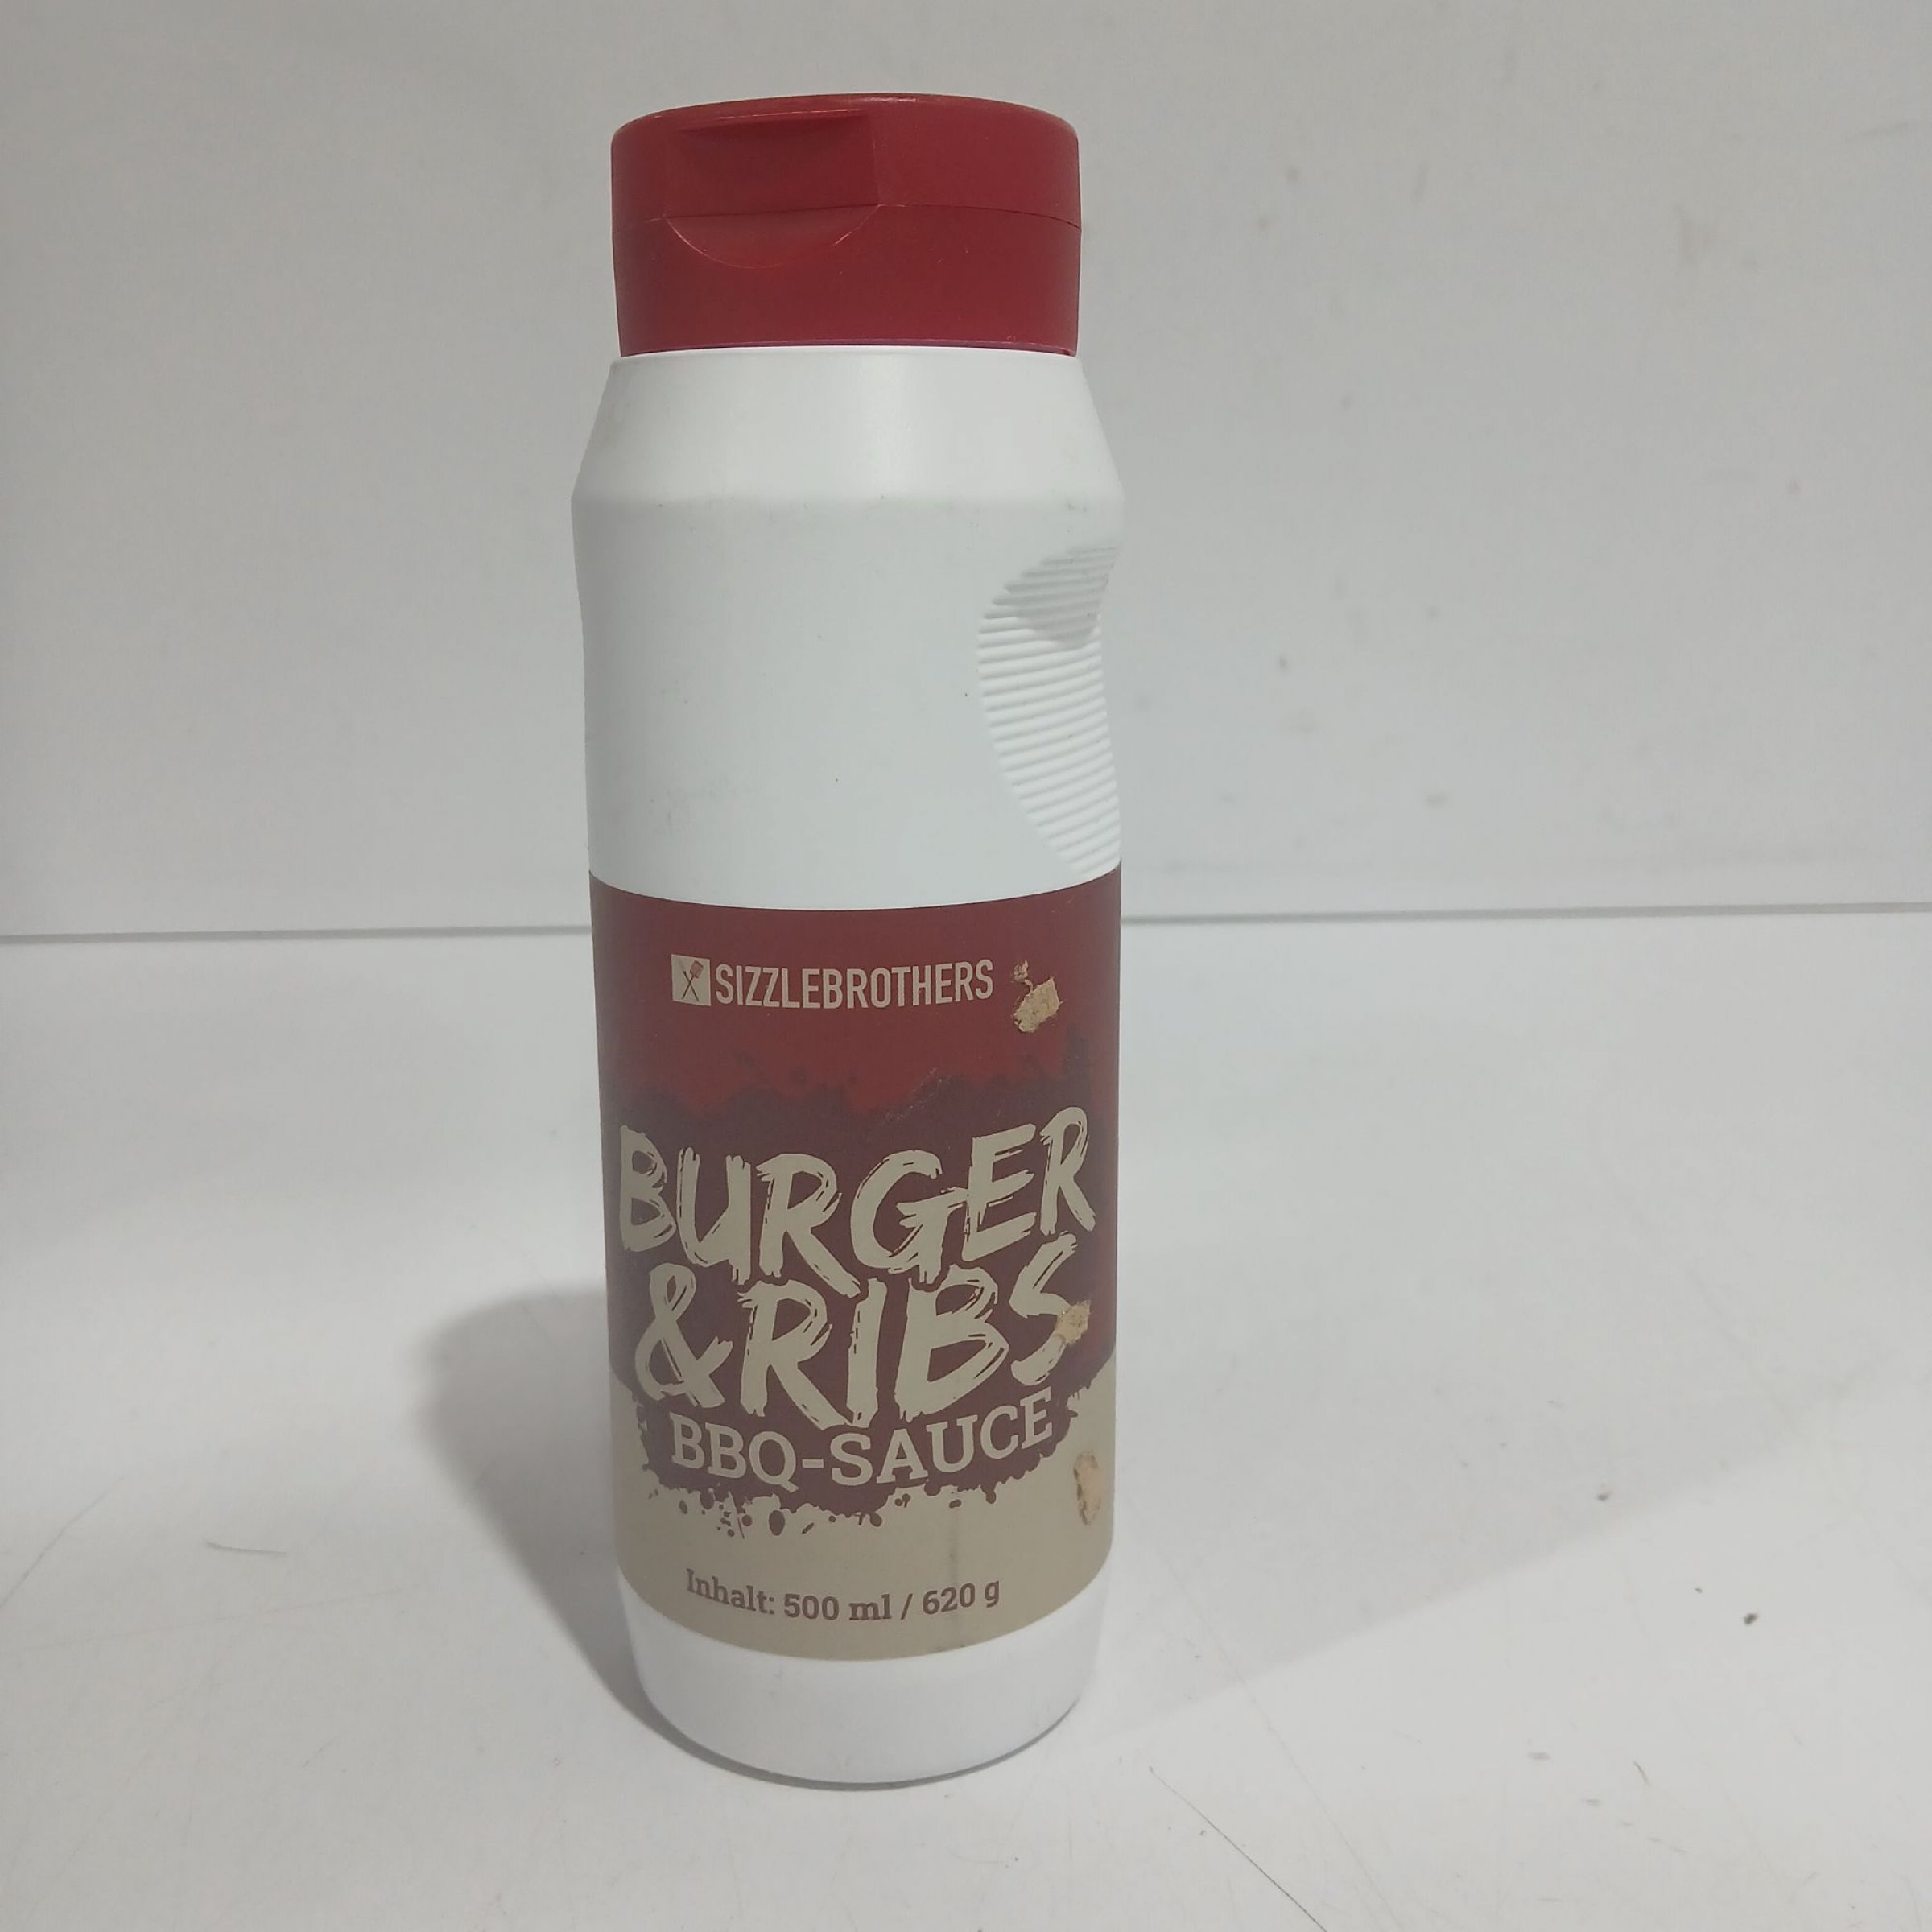 SIZZLEBROTHERS
BURGER
&RIBS
BBQ-SAUCE
Inhalt: 500 ml / 620 g